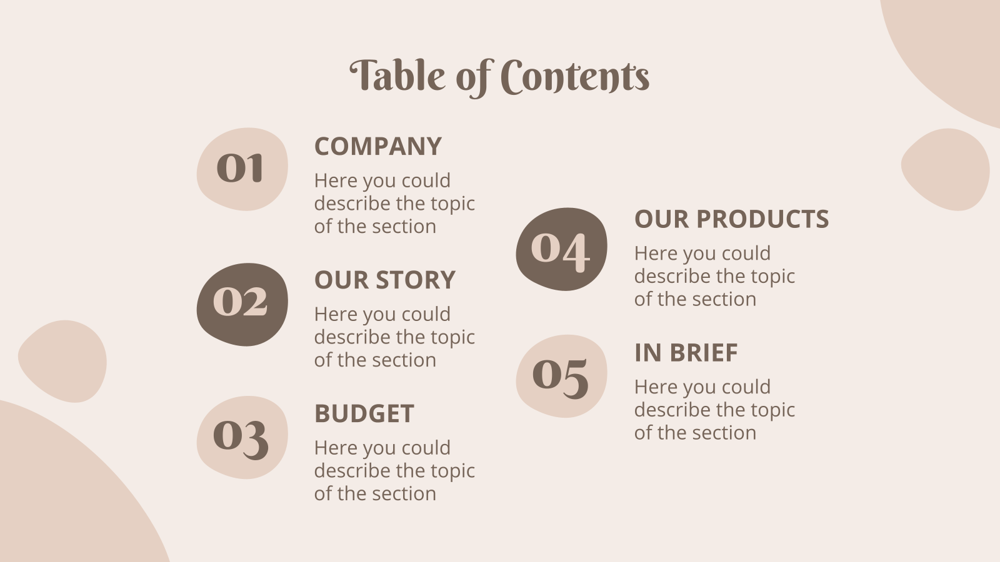 Table of Contents
01
COMPANY
Here you could
describe the topic
of the section
02
OUR STORY
Here you could
describe the topic
of the section
03
BUDGET
Here you could
describe the topic
of the section
04
OUR PRODUCTS
Here you could
describe the topic
of the section
05
IN BRIEF
Here you could
describe the topic
of the section